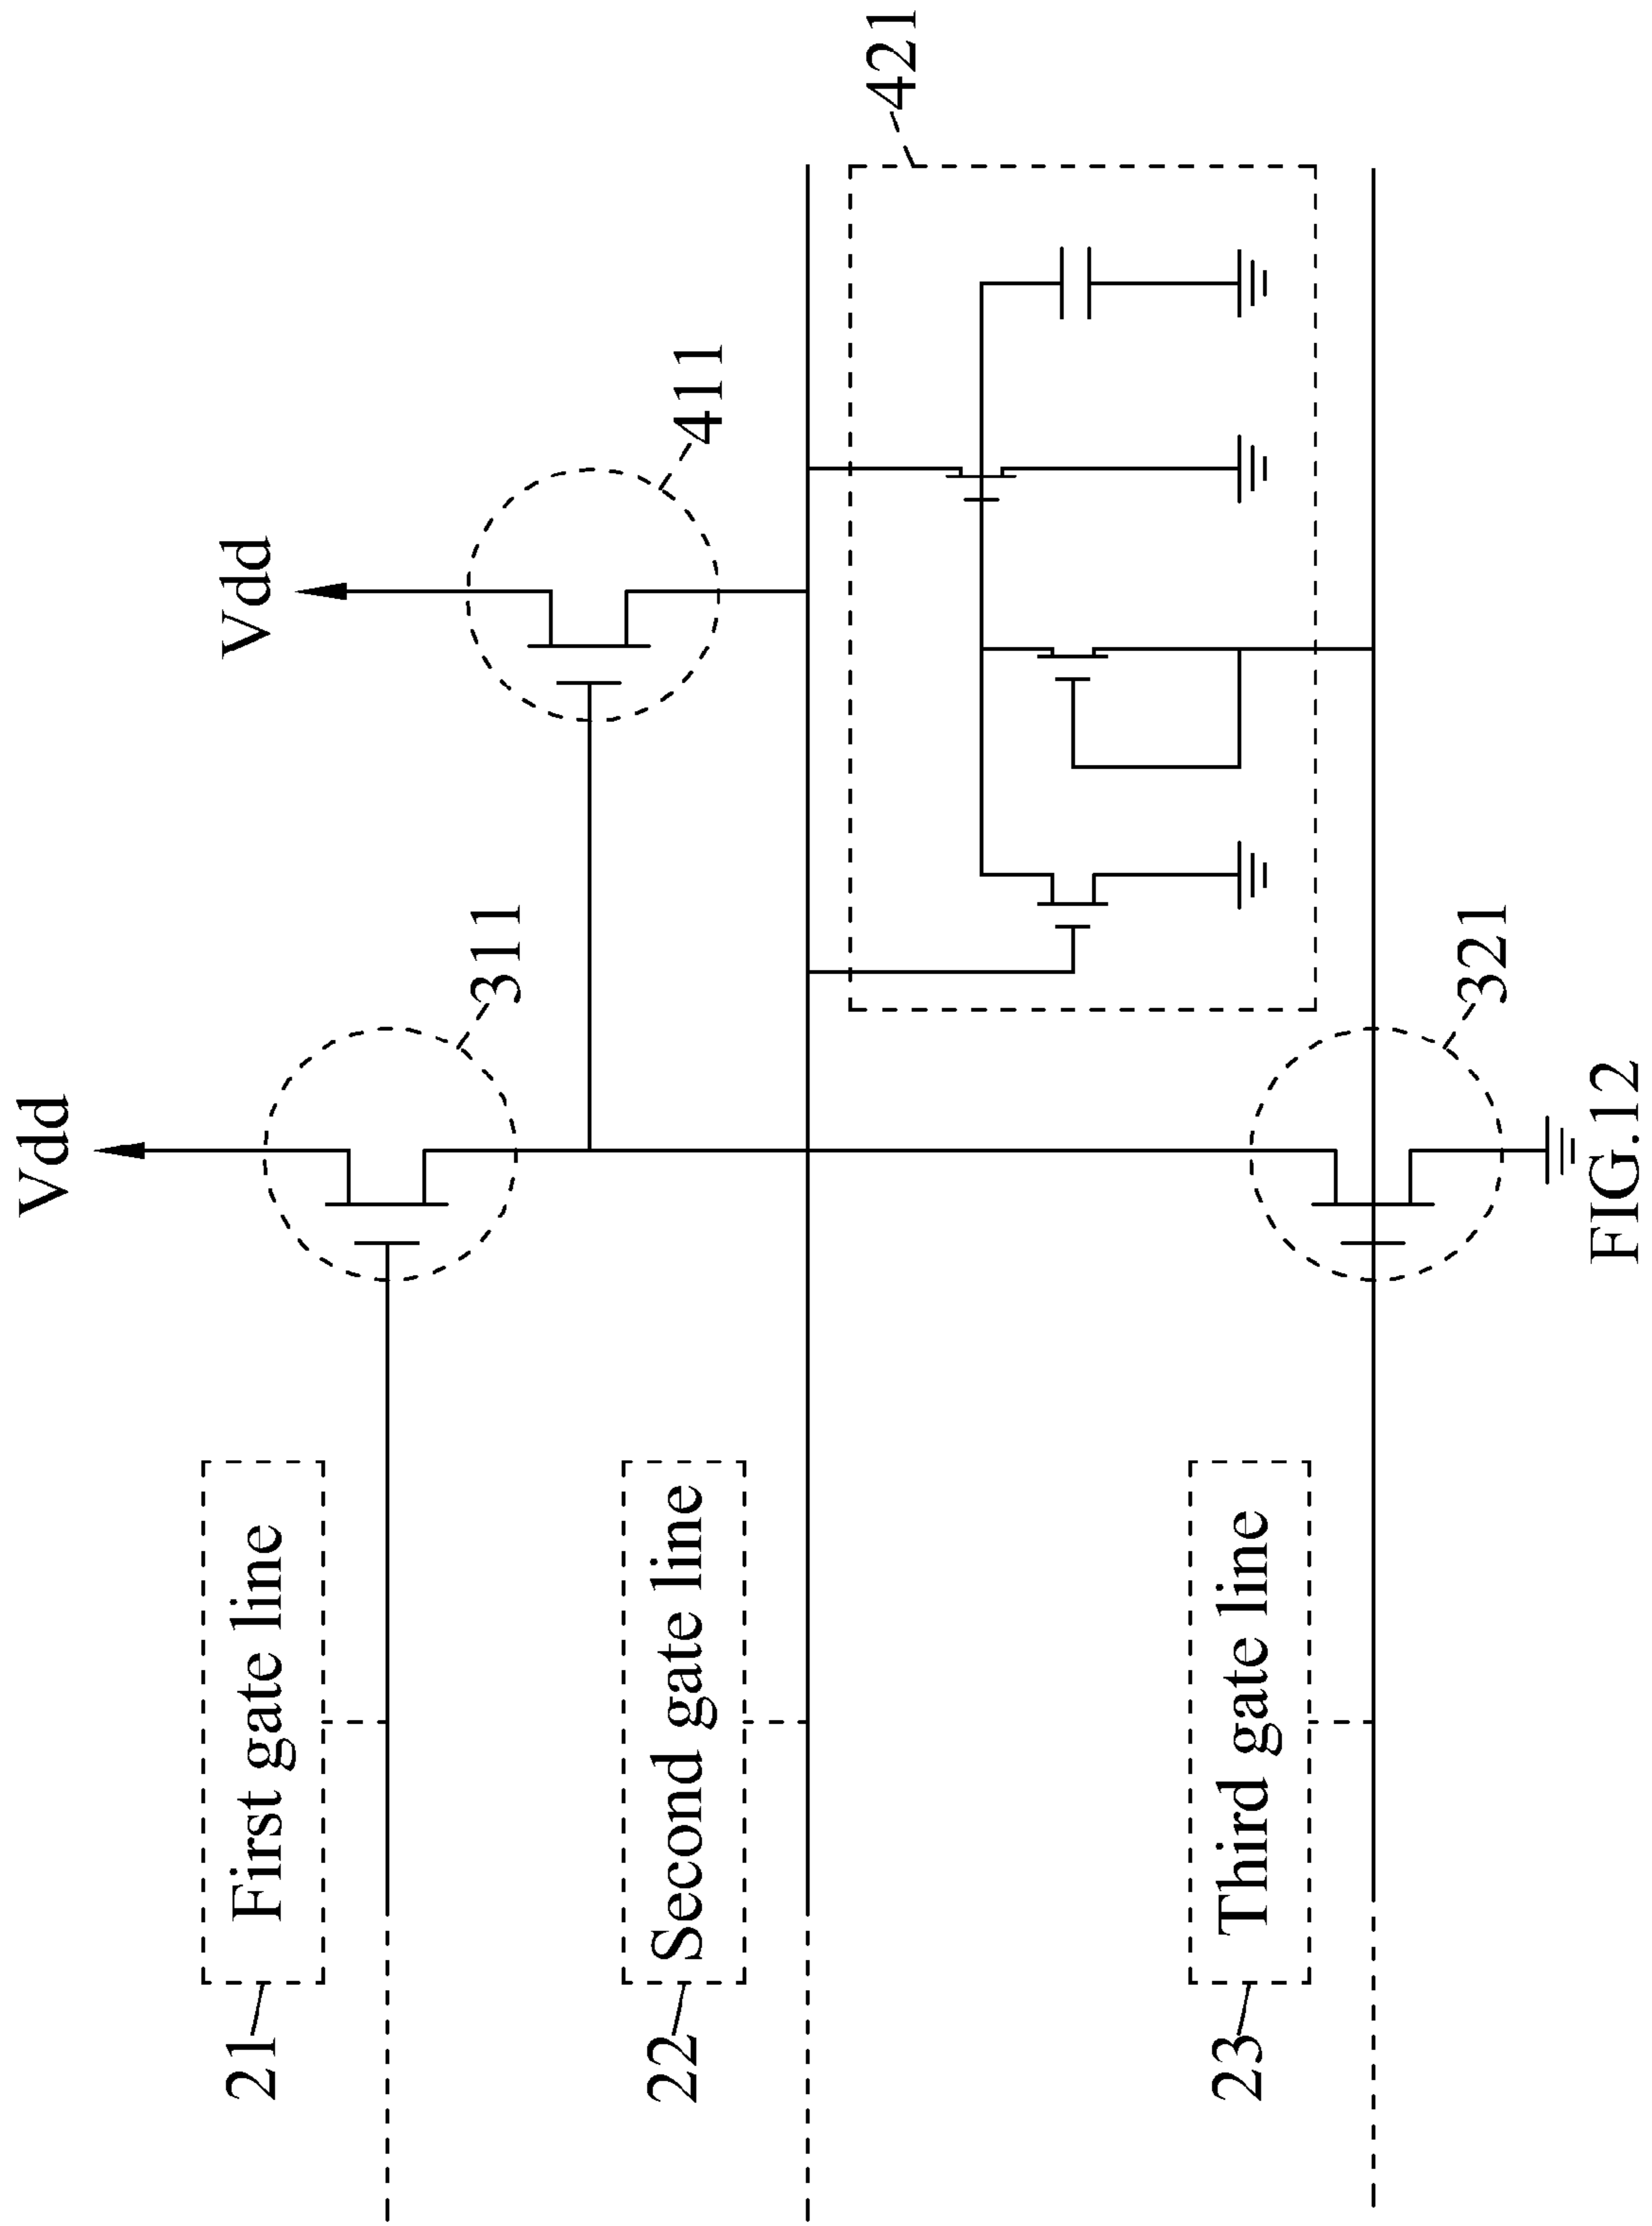 Vdd
Vdd
311
411
421
21
First gate line
22
Second gate line
23
Third gate line
321
FIG.12